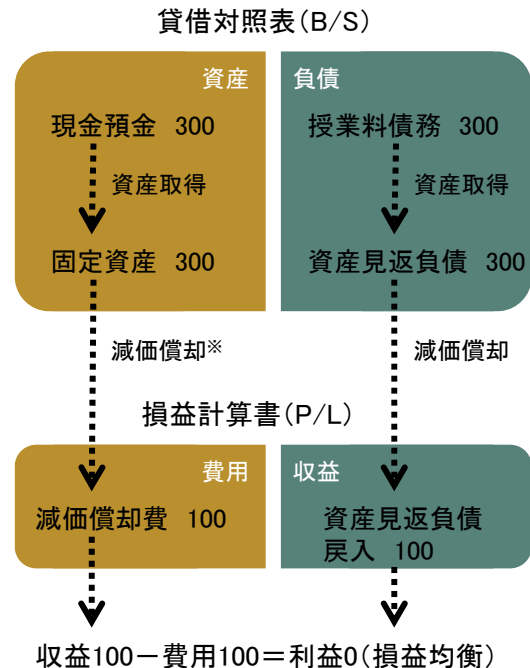 貸借対照表(B/S)
資産
負債
現金預金 300
授業料債務 300
資産取得
資産取得
固定資産 300
資産見返負債 300
減価償却※
減価償却
損益計算書(P/L)
費用
収益
減価償却費 100
資産見返負債
戻入 100
収益100－費用100＝利益0(損益均衡)